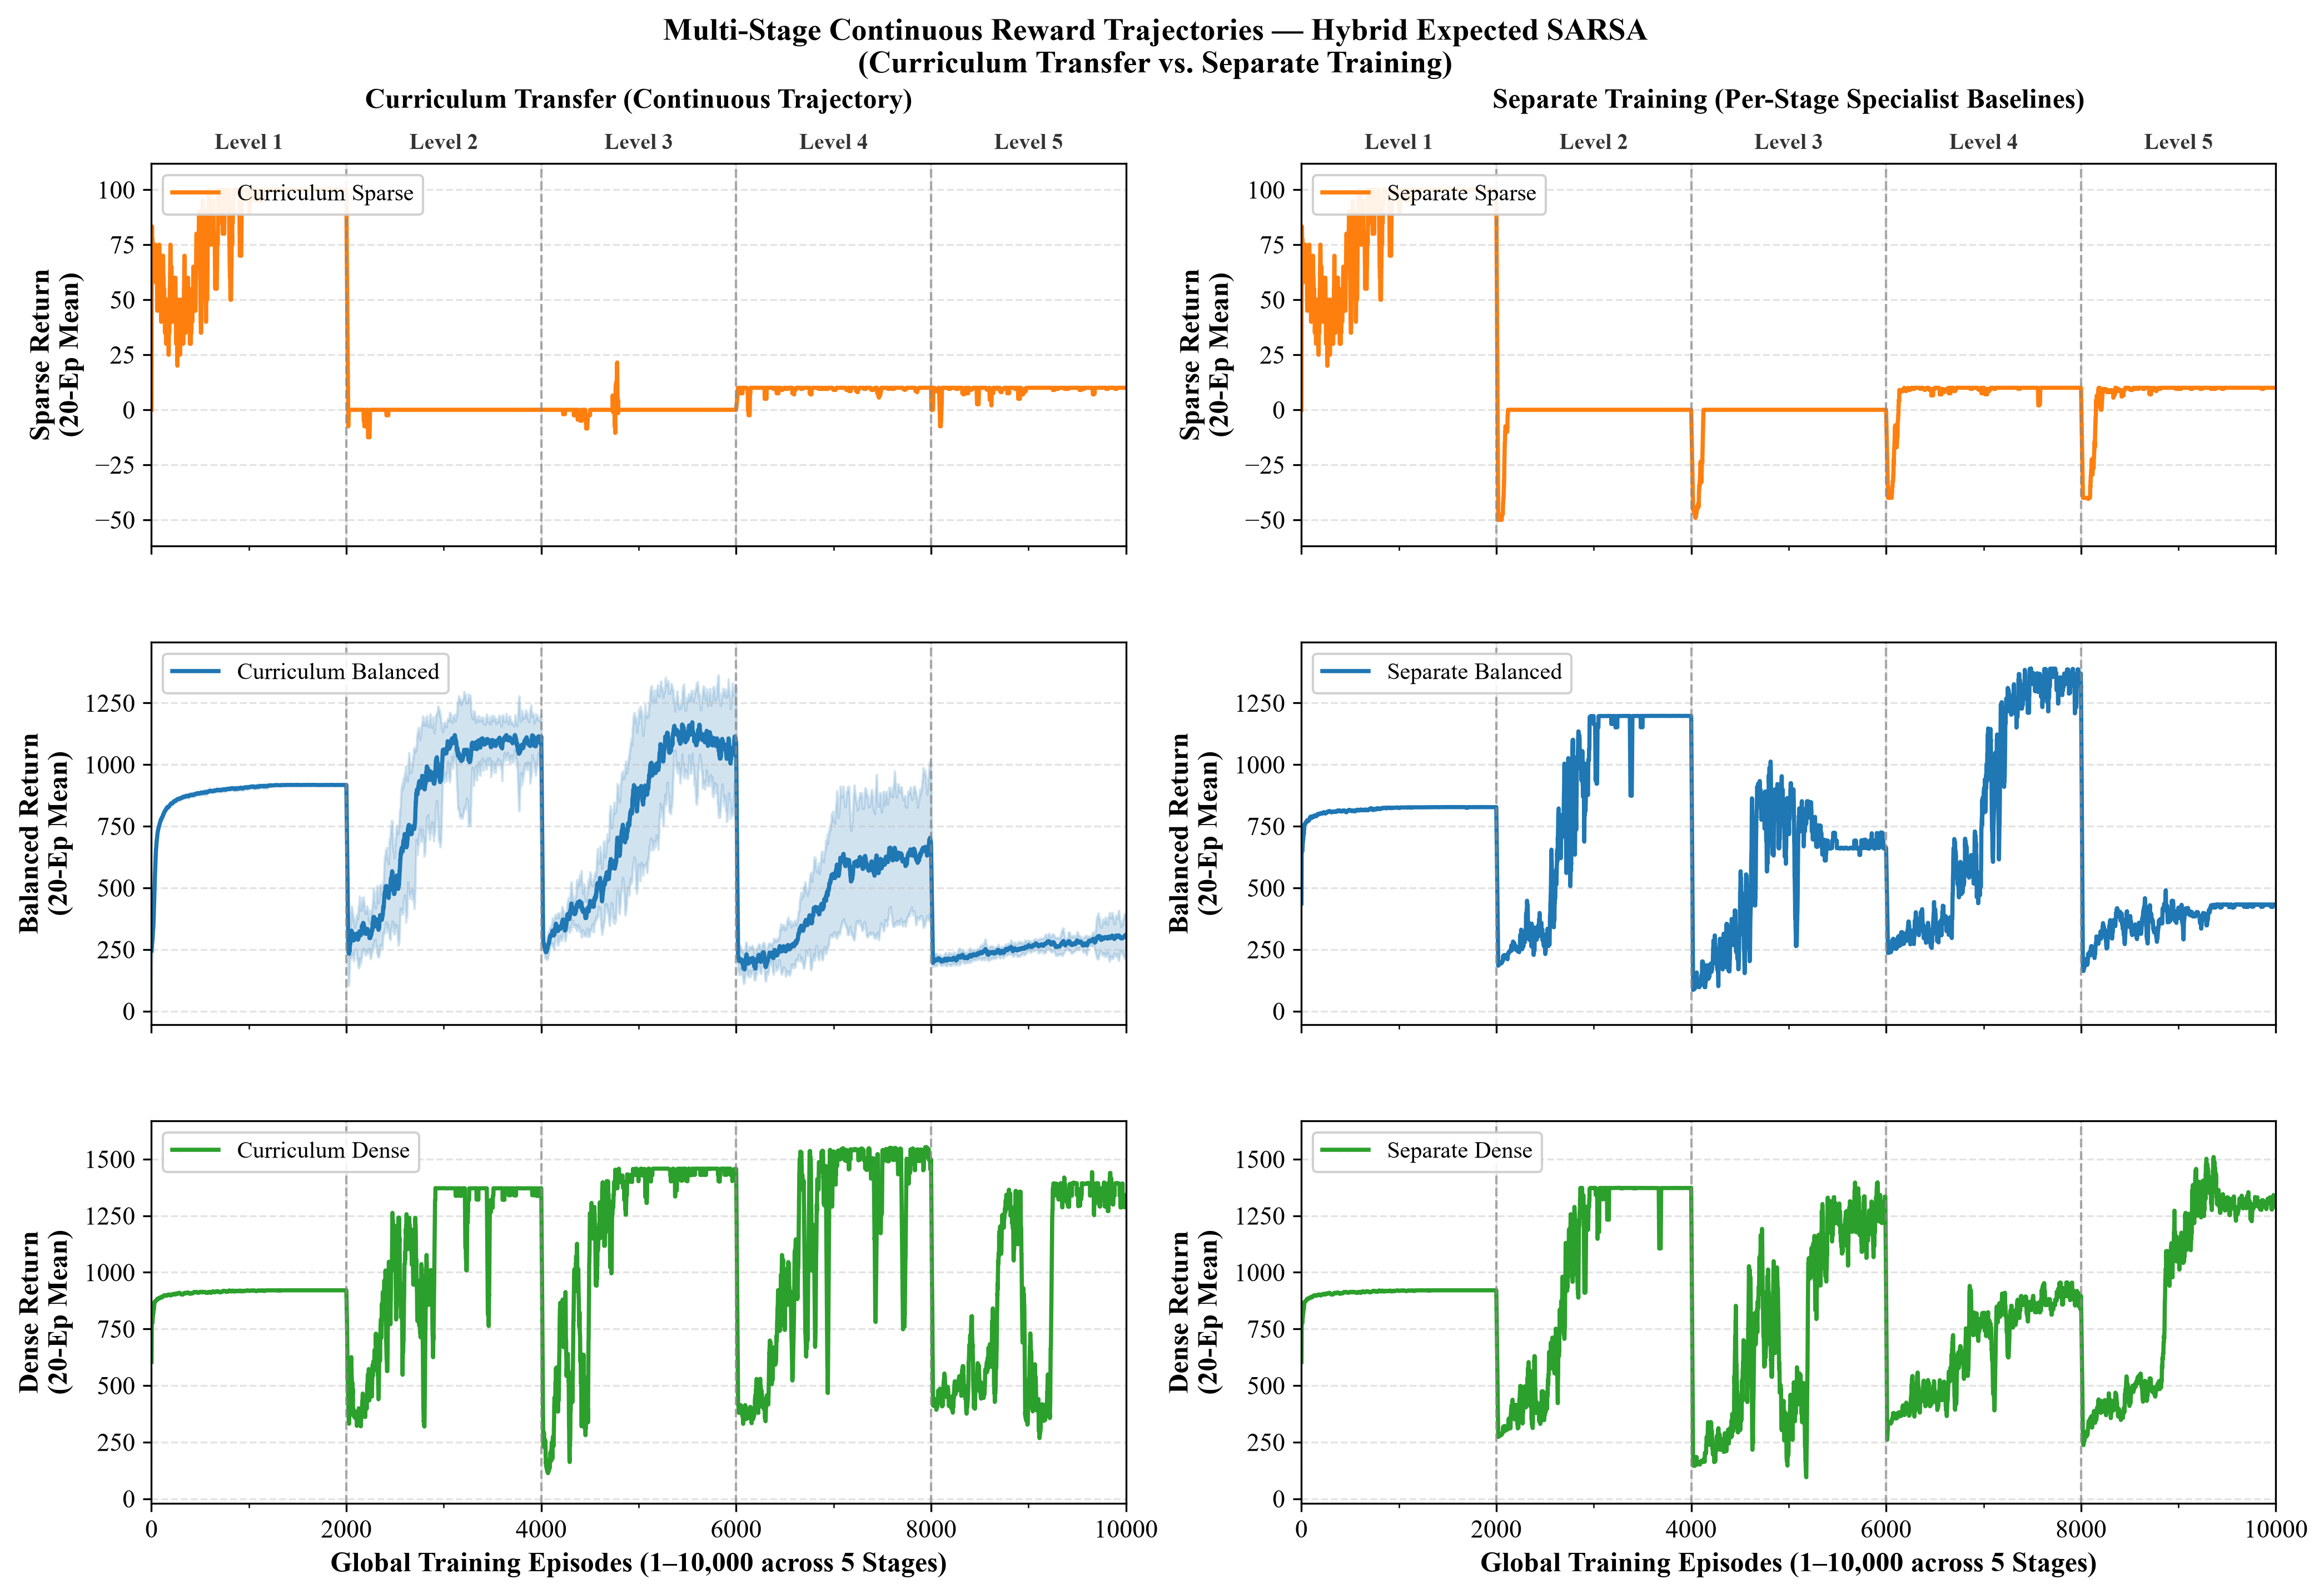 Multi-Stage Continuous Reward Trajectories — Hybrid Expected SARSA
(Curriculum Transfer vs. Separate Training)
Curriculum Transfer (Continuous Trajectory)
Level 1 Level 2 Level 3 Level 4 Level 5
Sparse Return
(20-Ep Mean)
100
75
50
25
0
−25
−50
Curriculum Sparse
Separate Training (Per-Stage Specialist Baselines)
Level 1 Level 2 Level 3 Level 4 Level 5
Sparse Return
(20-Ep Mean)
100
75
50
25
0
−25
−50
Separate Sparse
Balanced Return
(20-Ep Mean)
1250
1000
750
500
250
0
Curriculum Balanced
Balanced Return
(20-Ep Mean)
1250
1000
750
500
250
0
Separate Balanced
Dense Return
(20-Ep Mean)
1500
1250
1000
750
500
250
0
Curriculum Dense
0 2000 4000 6000 8000 10000
Global Training Episodes (1–10,000 across 5 Stages)
Dense Return
(20-Ep Mean)
1500
1250
1000
750
500
250
0
Separate Dense
0 2000 4000 6000 8000 10000
Global Training Episodes (1–10,000 across 5 Stages)